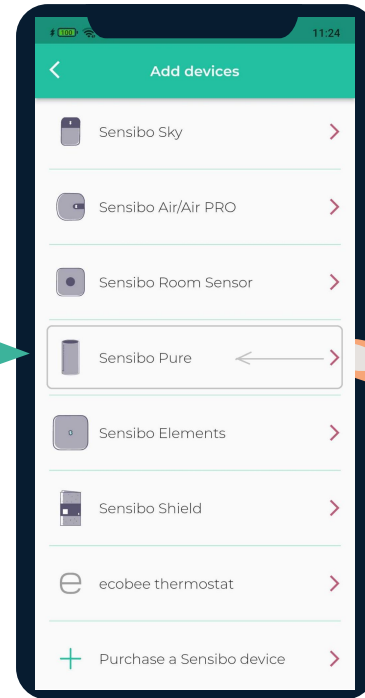 100
11:24
Add devices
Sensibo Sky
Sensibo Air/Air PRO
Sensibo Room Sensor
Sensibo Pure
Sensibo Elements
Sensibo Shield
e ecobee thermostat
+ Purchase a Sensibo device